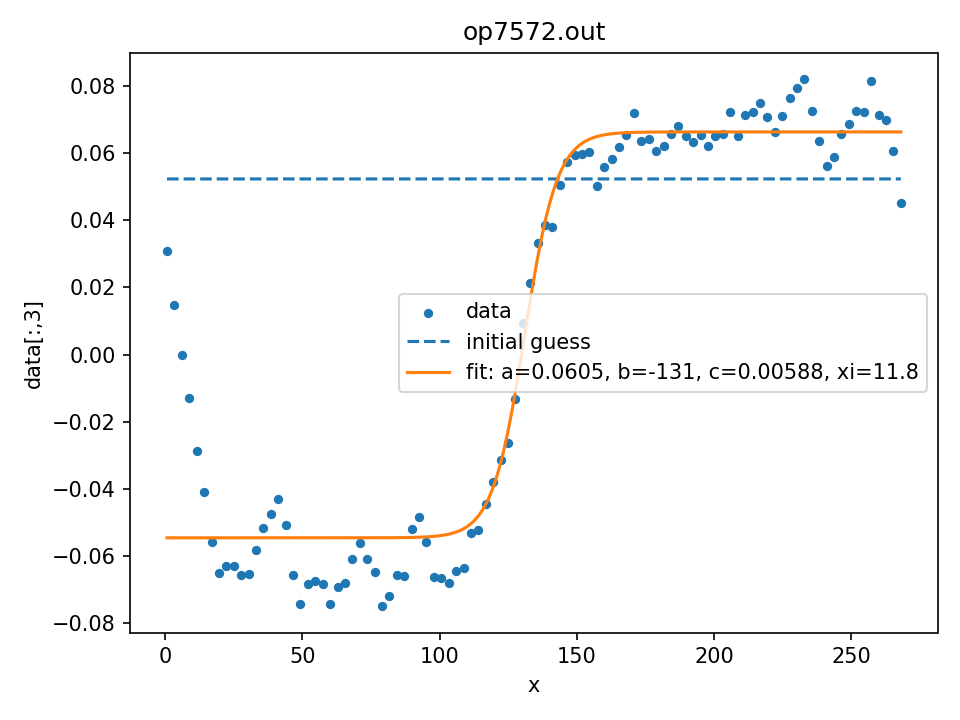 op7572.out
0.08
0.06
0.04
0.02
0.00
−0.02
−0.04
−0.06
−0.08
data[:,3]
data
initial guess
fit: a=0.0605, b=-131, c=0.00588, xi=11.8
0 50 100 150 200 250
x